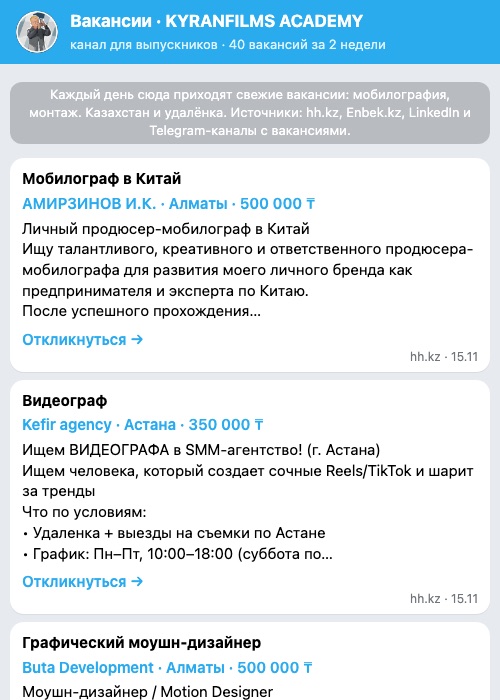 Вакансии · KYRANFILMS ACADEMY
канал для выпускников · 40 вакансий за 2 недели
Каждый день сюда приходят свежие вакансии: мобилография,
монтаж. Казахстан и удалёнка. Источники: hh.kz, Enbek.kz, LinkedIn и
Telegram-каналы с вакансиями.
Мобилограф в Китай
АМИРЗИНОВ И.К. · Алматы · 500 000 ₸
Личный продюсер-мобилограф в Китай
Ищу талантливого, креативного и ответственного продюсера-
мобилографа для развития моего личного бренда как
предпринимателя и эксперта по Китаю.
После успешного прохождения...
Откликнуться →
hh.kz · 15.11
Видеограф
Kefir agency · Астана · 350 000 ₸
Ищем ВИДЕОГРАФА в SMM-агентство! (г. Астана)
Ищем человека, который создает сочные Reels/TikTok и шарит
за тренды
Что по условиям:
• Удаленка + выезды на съемки по Астане
• График: Пн–Пт, 10:00–18:00 (суббота по...
Откликнуться →
hh.kz · 15.11
Графический моушн-дизайнер
Buta Development · Алматы · 500 000 ₸
Моушн-дизайнер / Motion Designer